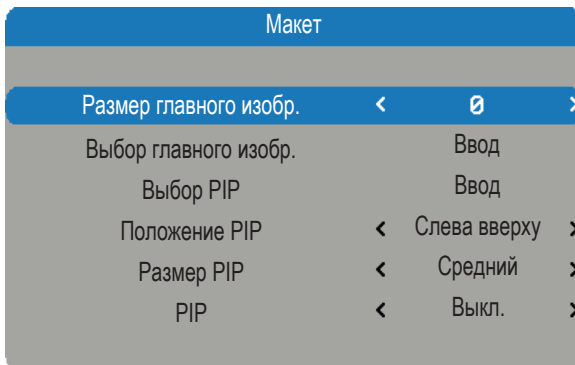 Макет
Размер главного изобр. < 0 >
Выбор главного изобр. Ввод
Выбор PIP Ввод
Положение PIP < Слева вверху >
Размер PIP < Средний >
PIP < Выкл. >